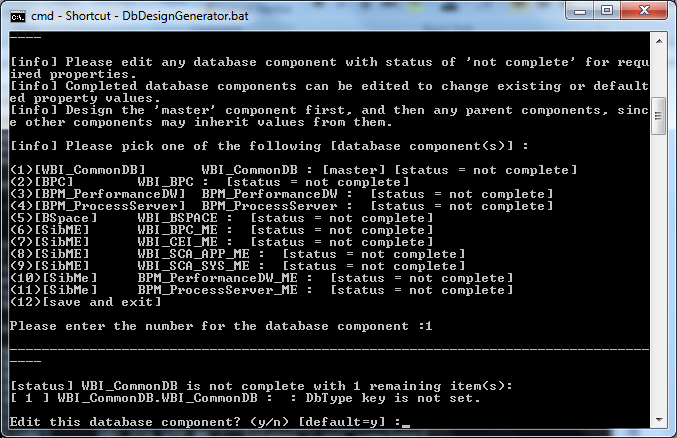 cmd - Shortcut - DbDesignGenerator.bat
----
[info] Please edit any database component with status of 'not complete' for requ
ired properties.
[info] Completed database components can be edited to change existing or default
ed property values.
[info] Design the 'master' component first, and then any parent components, sinc
e other components may inherit values from them.
[info] Please pick one of the following [database component(s)] :
(1)[WBI_CommonDB] WBI_CommonDB : [master] [status = not complete]
(2)[BPC] WBI_BPC : [status = not complete]
(3)[BPM_PerformanceDW] BPM_PerformanceDW : [status = not complete]
(4)[BPM_ProcessServer] BPM_ProcessServer : [status = not complete]
(5)[BSpace] WBI_BSPACE : [status = not complete]
(6)[SibME] WBI_BPC_ME : [status = not complete]
(7)[SibME] WBI_CEI_ME : [status = not complete]
(8)[SibME] WBI_SCA_APP_ME : [status = not complete]
(9)[SibME] WBI_SCA_SYS_ME : [status = not complete]
(10)[SibMe] BPM_PerformanceDW_ME : [status = not complete]
(11)[SibMe] BPM_ProcessServer_ME : [status = not complete]
(12)[save and exit]
Please enter the number for the database component :1
--------------------------------------------------------------------------------
----
[status] WBI_CommonDB is not complete with 1 remaining item(s):
[ 1 ] WBI_CommonDB.WBI_CommonDB : : DbType key is not set.
Edit this database component? (y/n) [default=y] :_